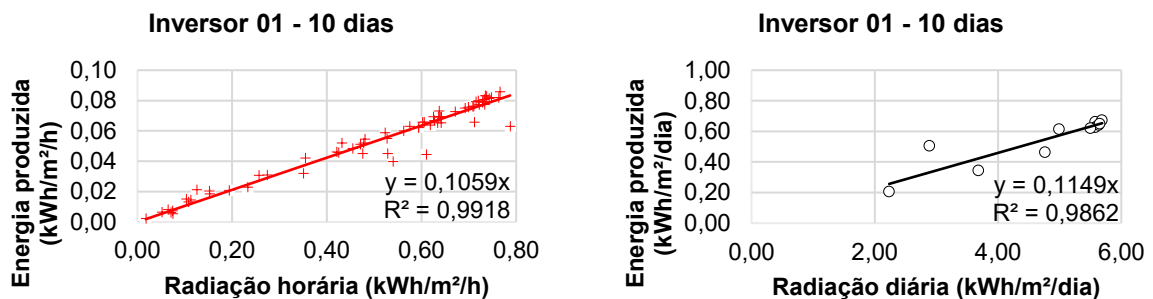 Inversor 01 - 10 dias
Energia produzida
(kWh/m²/h)
0,10
0,08
0,06
0,04
0,02
0,00
y = 0,1059x
R² = 0,9918
0,00 0,20 0,40 0,60 0,80
Radiação horária (kWh/m²/h)
Inversor 01 - 10 dias
Energia produzida
(kWh/m²/dia)
1,00
0,80
0,60
0,40
0,20
0,00
y = 0,1149x
R² = 0,9862
0,00 2,00 4,00 6,00
Radiação diária (kWh/m²/dia)